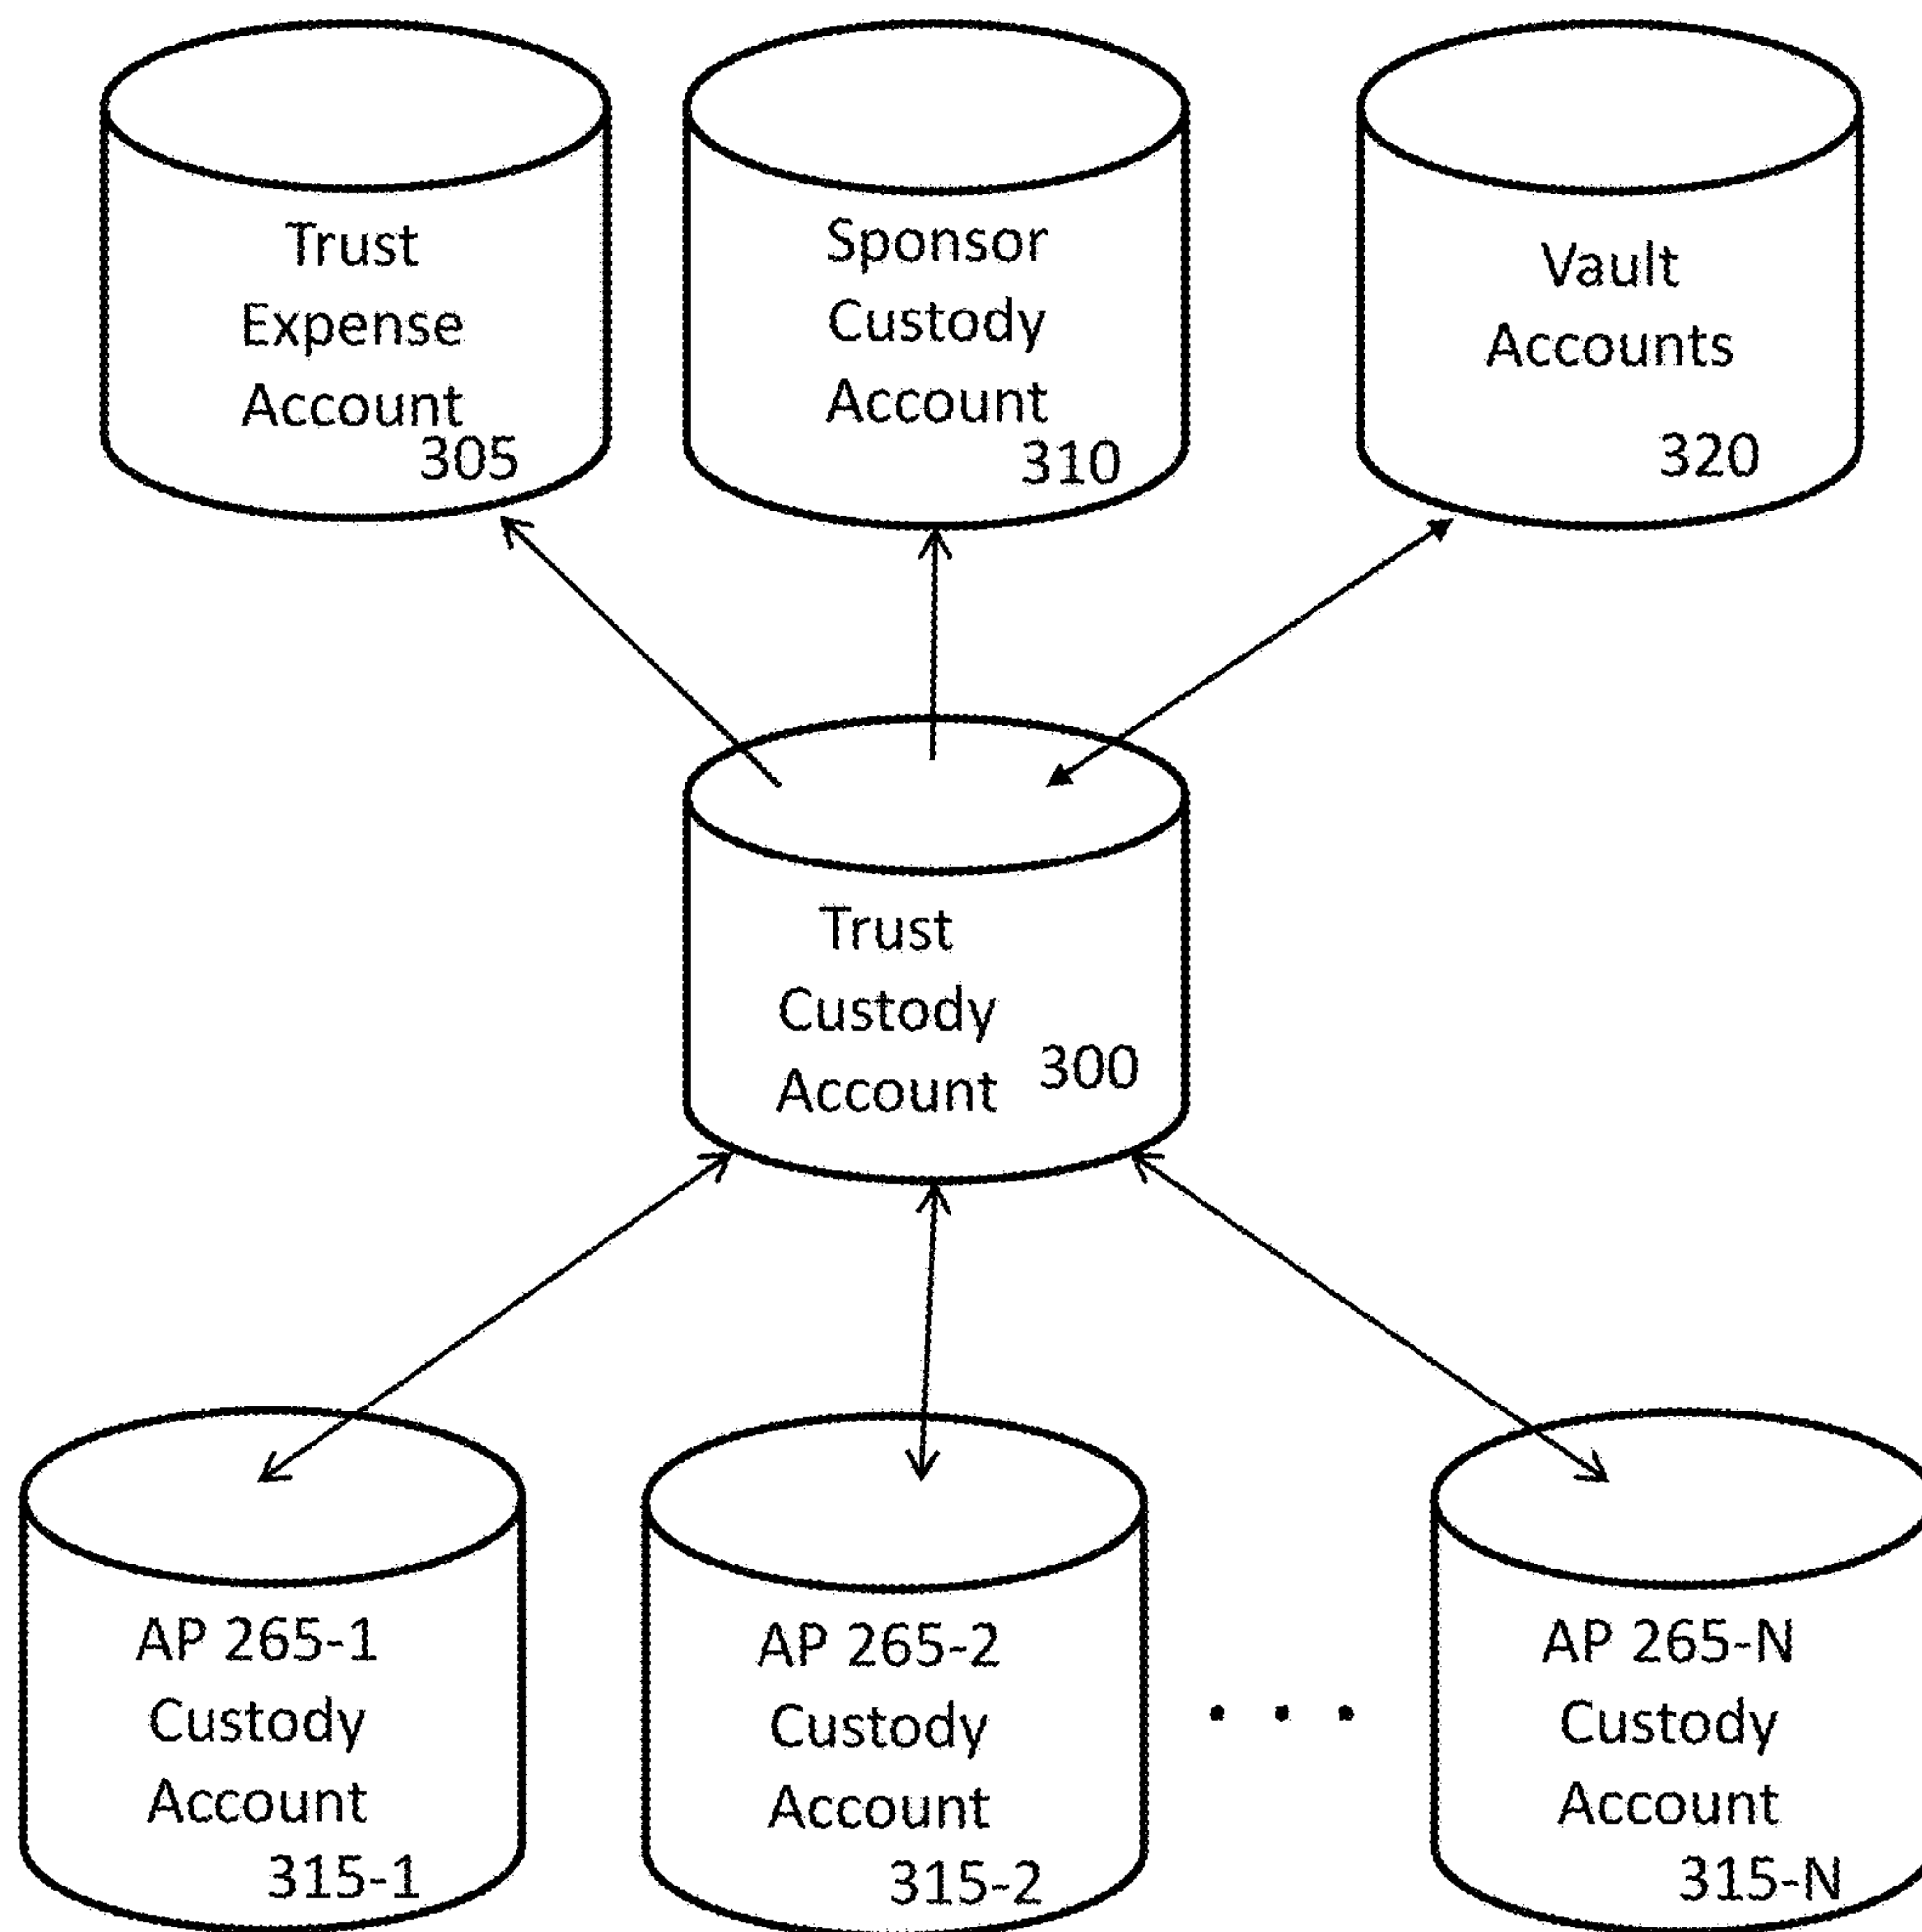 Trust
Expense
Account
305
Sponsor
Custody
Account
310
Vault
Accounts
320
Trust
Custody
Account
300
AP 265-1
Custody
Account
315-1
AP 265-2
Custody
Account
315-2
. . .
AP 265-N
Custody
Account
315-N